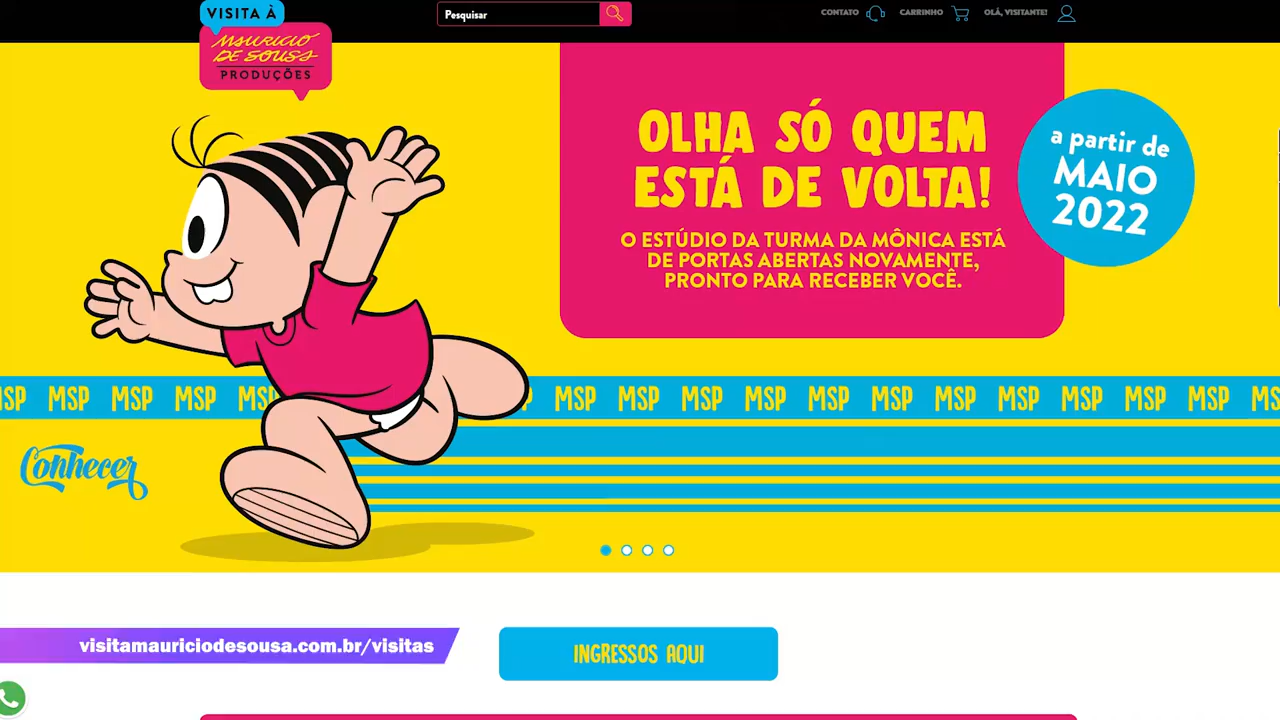 VISITA À
MAURICIO
DE SOUSA
PRODUÇÕES
Pesquisar
CONTATO
CARRINHO
OLÁ, VISITANTE!
OLHA SÓ QUEM
ESTÁ DE VOLTA!
O ESTÚDIO DA TURMA DA MÔNICA ESTÁ
DE PORTAS ABERTAS NOVAMENTE,
PRONTO PARA RECEBER VOCÊ.
a partir de
MAIO
2022
MSP MSP MSP MSP MSP MSP MSP MSP MSP MSP MSP MSP MSP MSP MSP MS
Conhecer
visitamauriciodesousa.com.br/visitas
INGRESSOS AQUI